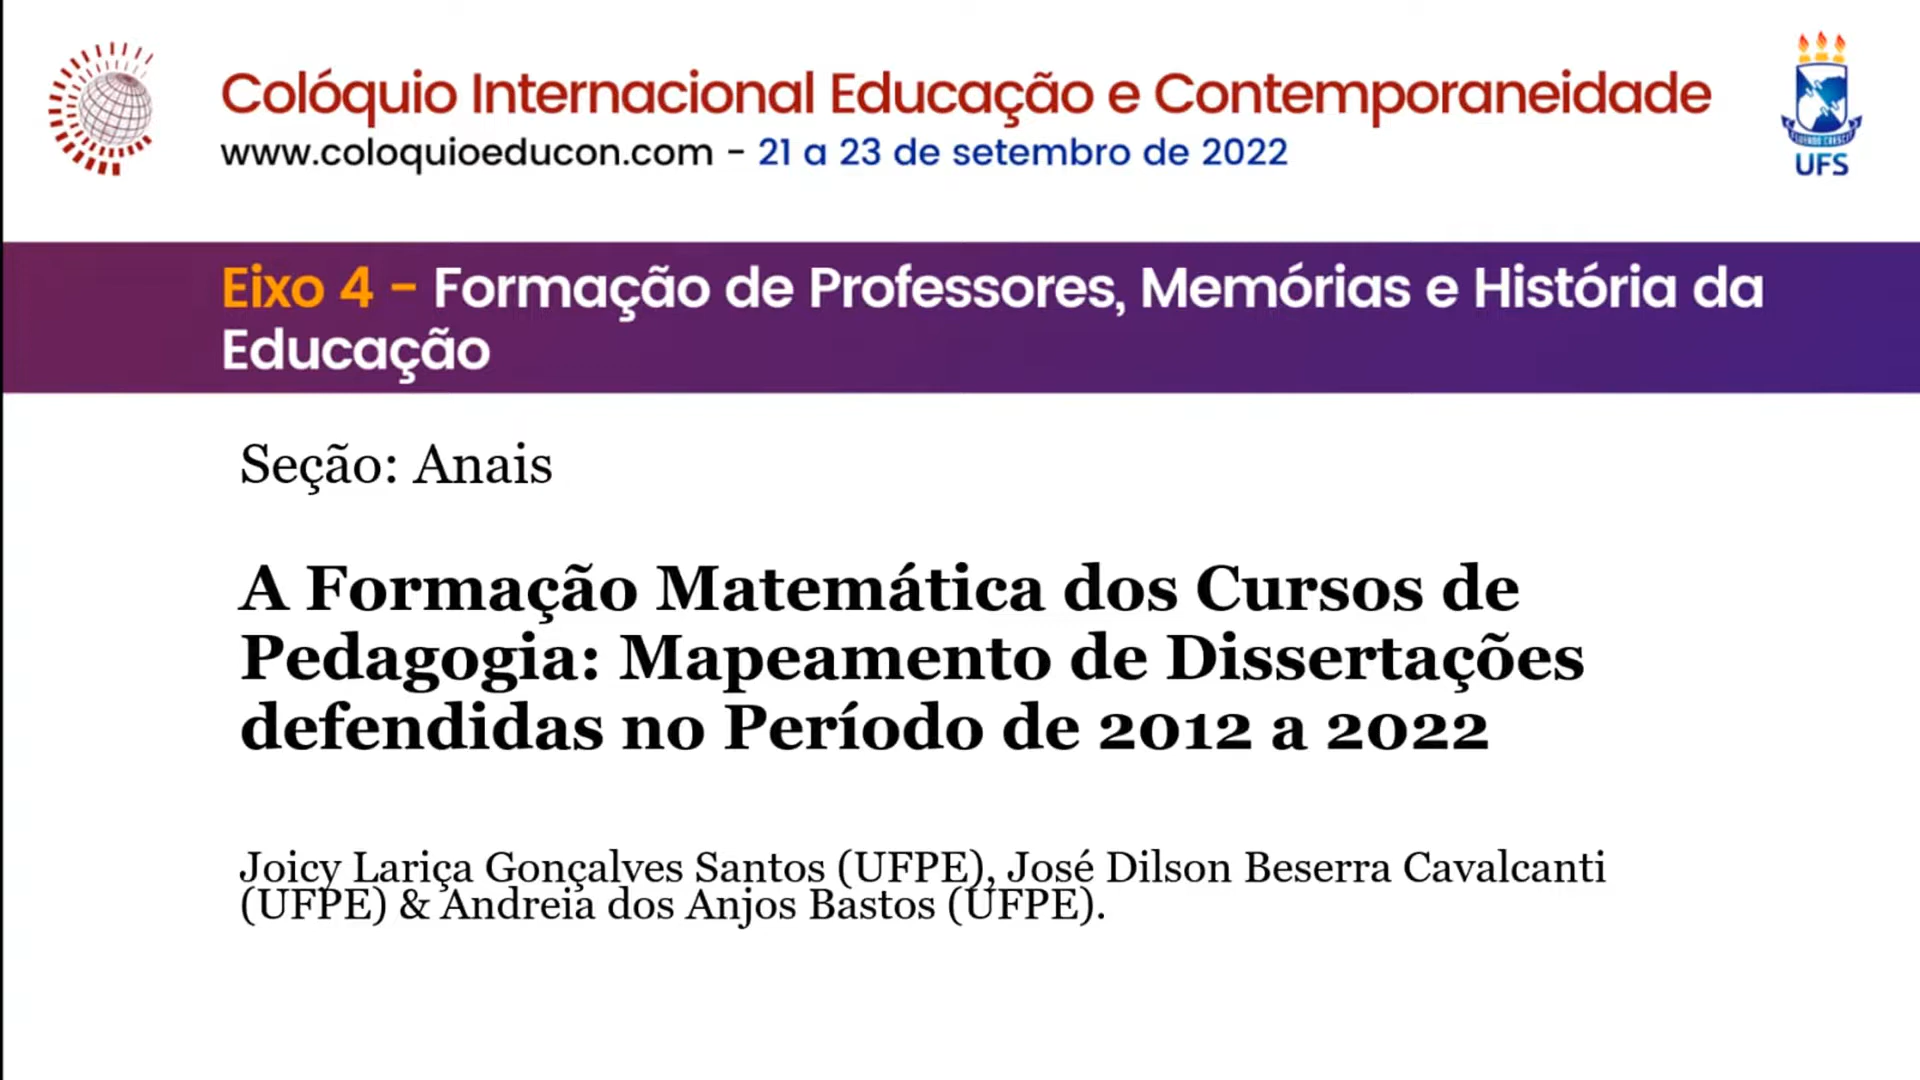 Colóquio Internacional Educação e Contemporaneidade
www.coloquioeducon.com - 21 a 23 de setembro de 2022
UFS
Eixo 4 - Formação de Professores, Memórias e História da
Educação
Seção: Anais
A Formação Matemática dos Cursos de
Pedagogia: Mapeamento de Dissertações
defendidas no Período de 2012 a 2022
Joicy Lariça Gonçalves Santos (UFPE), José Dilson Beserra Cavalcanti
(UFPE) & Andreia dos Anjos Bastos (UFPE).